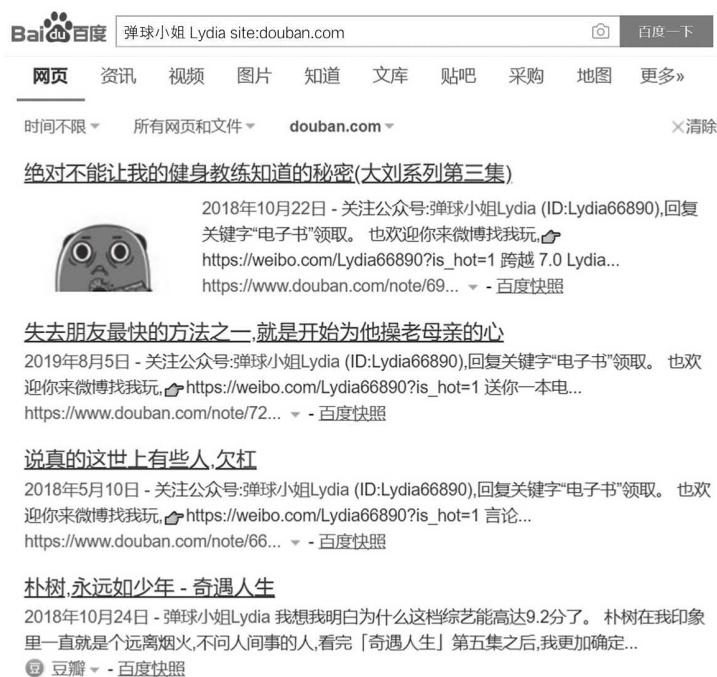 Bai du 百度 弹球小姐 Lydia site:douban.com 百度一下
网页 资讯 视频 图片 知道 文库 贴吧 采购 地图 更多»
时间不限 所有网页和文件 douban.com ×清除
绝对不能让我的健身教练知道的秘密(大刘系列第三集)
2018年10月22日 - 关注公众号:弹球小姐Lydia (ID:Lydia66890),回复
关键字“电子书”领取。 也欢迎你来微博找我玩,👉
https://weibo.com/Lydia66890?is_hot=1 跨越 7.0 Lydia...
https://www.douban.com/note/69... - 百度快照
失去朋友最快的方法之一,就是开始为他操老母亲的心
2019年8月5日 - 关注公众号:弹球小姐Lydia (ID:Lydia66890),回复关键字“电子书”领取。 也欢
迎你来微博找我玩,👉https://weibo.com/Lydia66890?is_hot=1 送你一本电...
https://www.douban.com/note/72... - 百度快照
说真的这世上有些人,欠杠
2018年5月10日 - 关注公众号:弹球小姐Lydia (ID:Lydia66890),回复关键字“电子书”领取。 也欢
迎你来微博找我玩,👉https://weibo.com/Lydia66890?is_hot=1 言论...
https://www.douban.com/note/66... - 百度快照
朴树,永远如少年 - 奇遇人生
2018年10月24日 - 弹球小姐Lydia 我想我明白为什么这档综艺能高达9.2分了。 朴树在我印象
里一直就是个远离烟火,不问人间事的人,看完「奇遇人生」第五集之后,我更加确定...
豆 豆瓣 - 百度快照